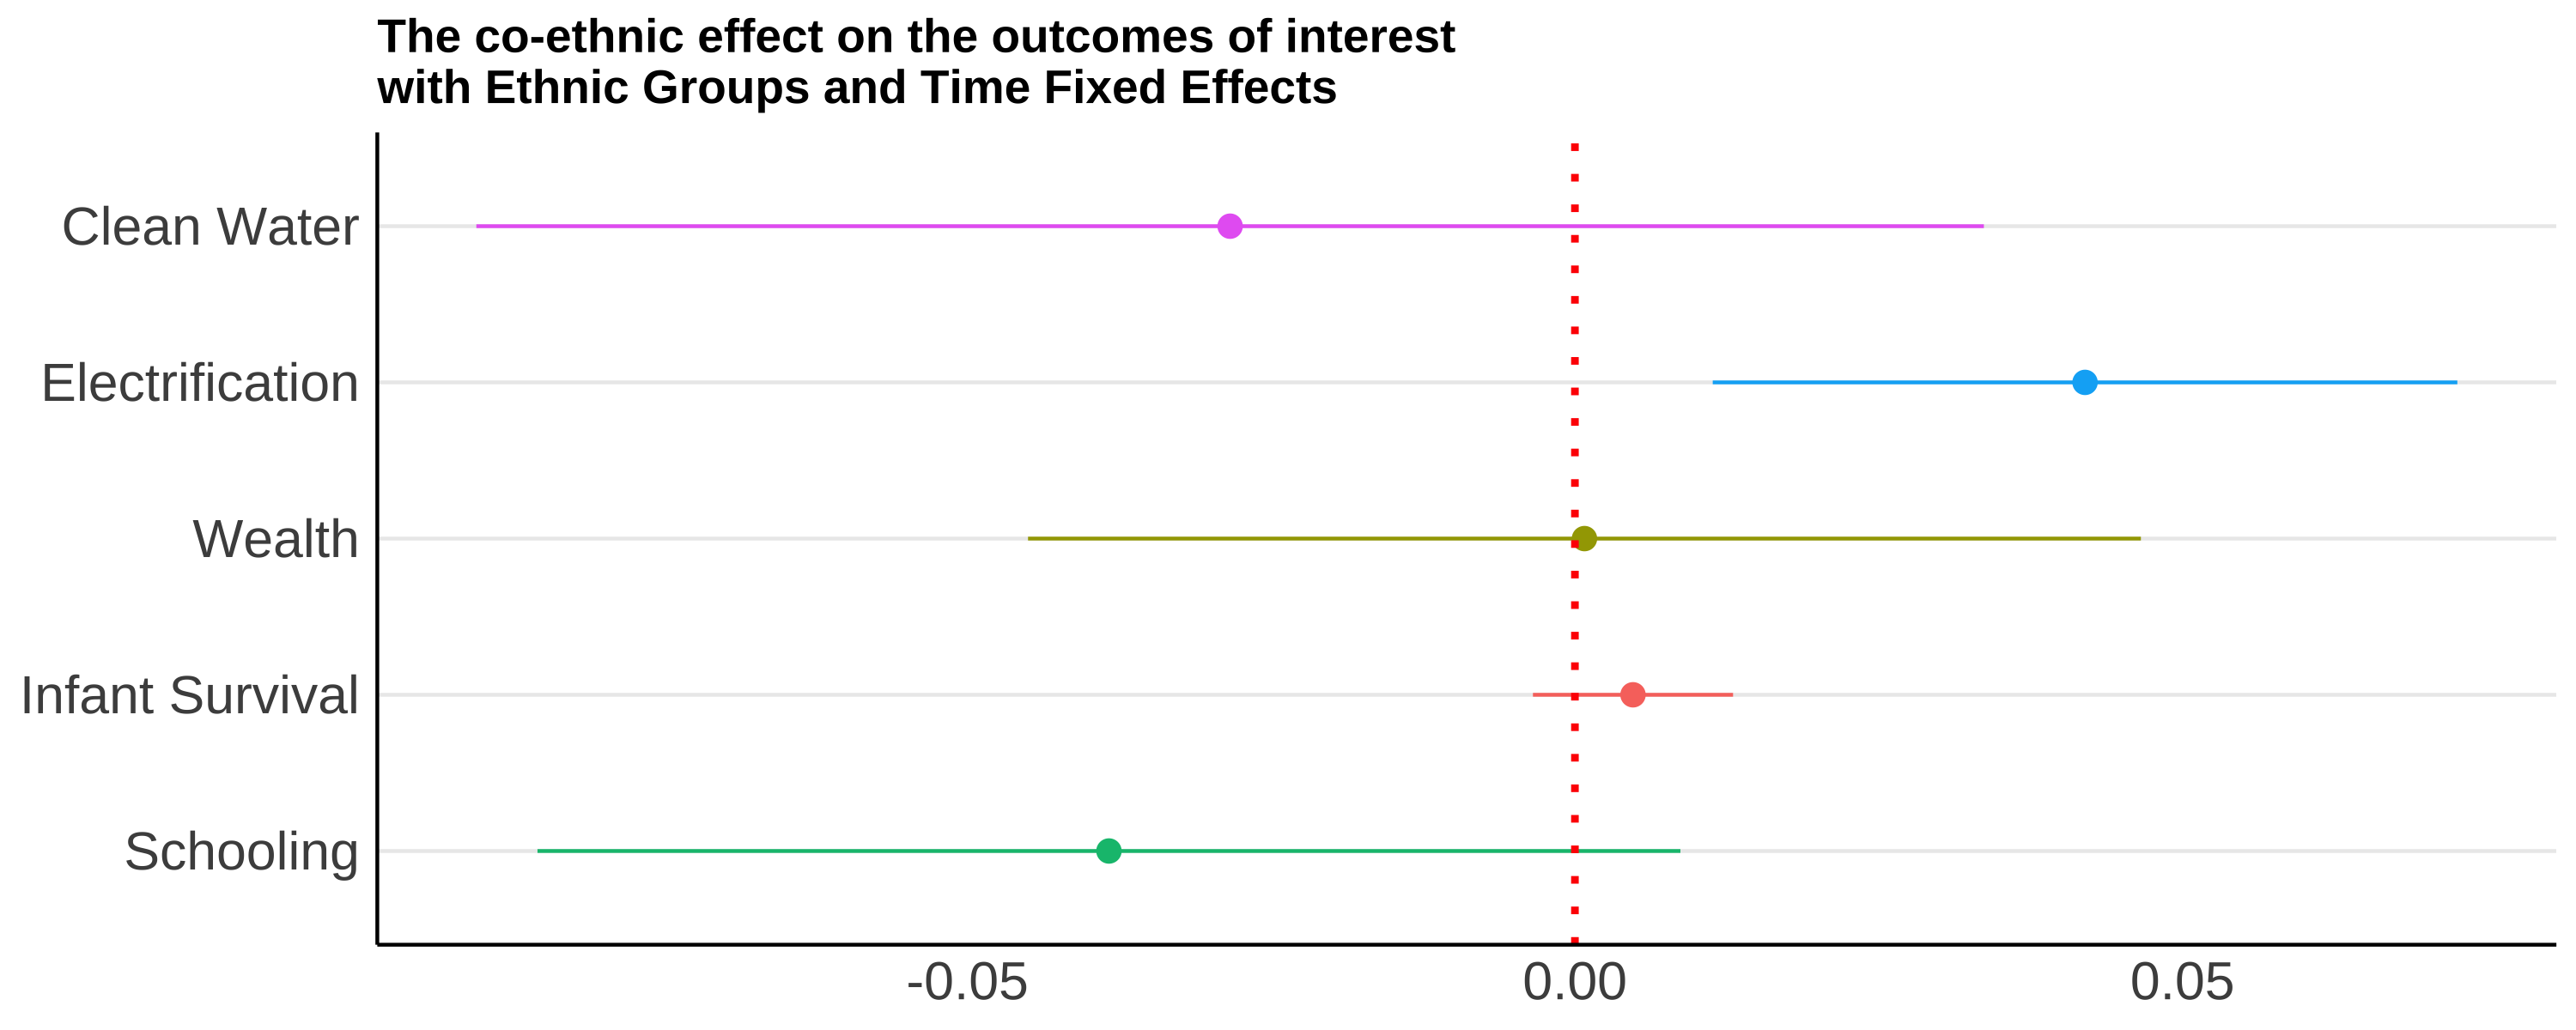 The co-ethnic effect on the outcomes of interest
with Ethnic Groups and Time Fixed Effects
Clean Water
Electrification
Wealth
Infant Survival
Schooling
-0.05
0.00
0.05